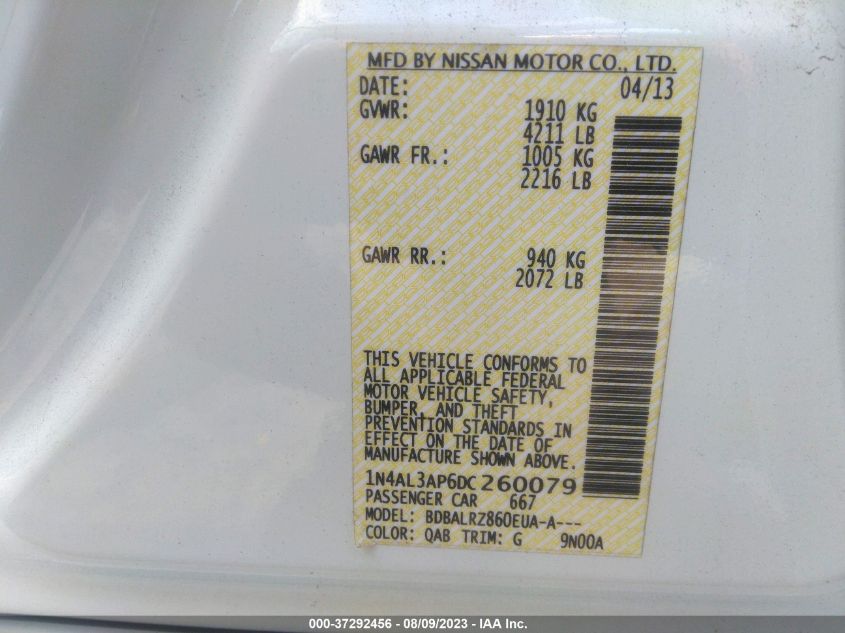 MFD BY NISSAN MOTOR CO., LTD.
DATE: 04/13
GVWR: 1910 KG
4211 LB
GAWR FR.: 1005 KG
2216 LB
GAWR RR.: 940 KG
2072 LB
THIS VEHICLE CONFORMS TO
ALL APPLICABLE FEDERAL
MOTOR VEHICLE SAFETY,
BUMPER, AND THEFT
PREVENTION STANDARDS IN
EFFECT ON THE DATE OF
MANUFACTURE SHOWN ABOVE.
1N4AL3AP6DC260079
PASSENGER CAR 667
MODEL: BDBALRZ860EUA-A---
COLOR: QAB TRIM: G 9N00A
000-37292456 - 08/09/2023 - IAA Inc.